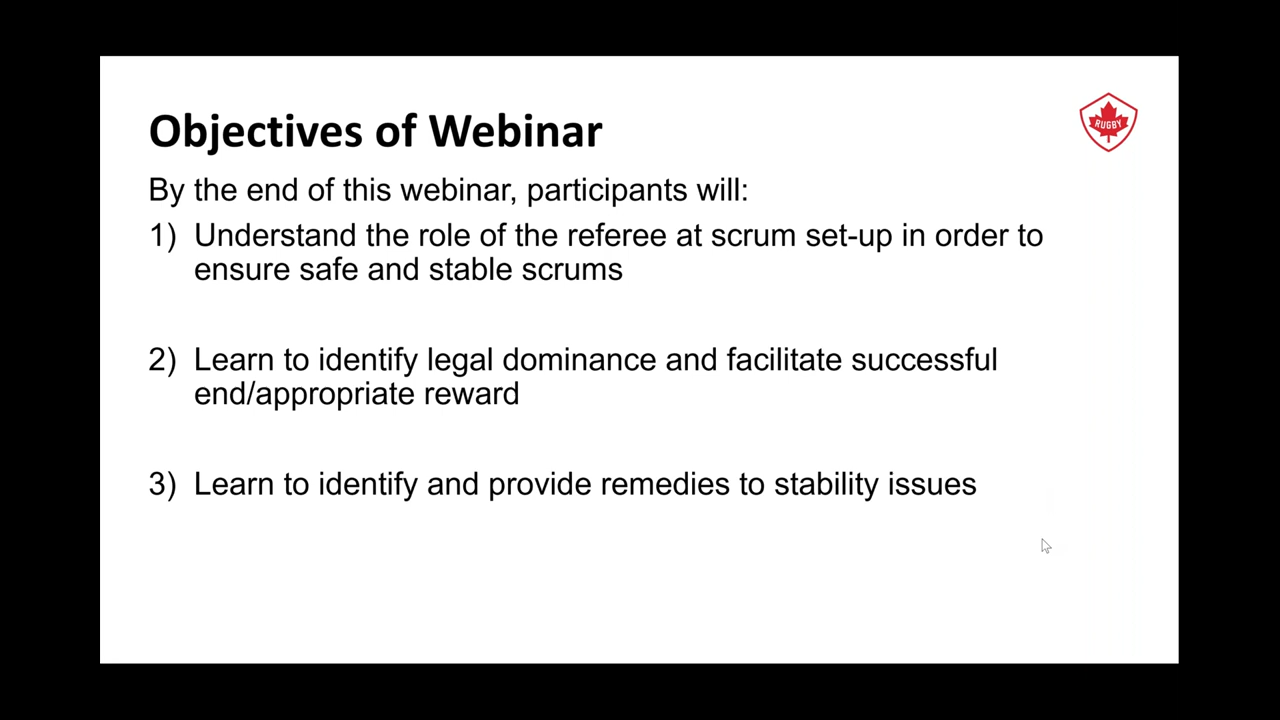 Objectives of Webinar
RUGBY
By the end of this webinar, participants will:
1) Understand the role of the referee at scrum set-up in order to
ensure safe and stable scrums
2) Learn to identify legal dominance and facilitate successful
end/appropriate reward
3) Learn to identify and provide remedies to stability issues